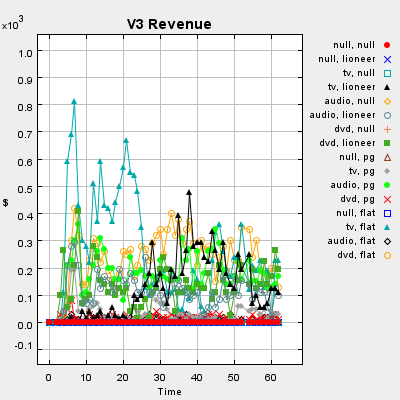 x10³
V3 Revenue
1.0
0.9
0.8
0.7
0.6
0.5
0.4
0.3
0.2
0.1
0.0
-0.1
$
0
10
20
30
40
50
60
Time
null, null
null, lioneer
tv, null
tv, lioneer
audio, null
audio, lioneer
dvd, null
dvd, lioneer
null, pg
tv, pg
audio, pg
dvd, pg
null, flat
tv, flat
audio, flat
dvd, flat